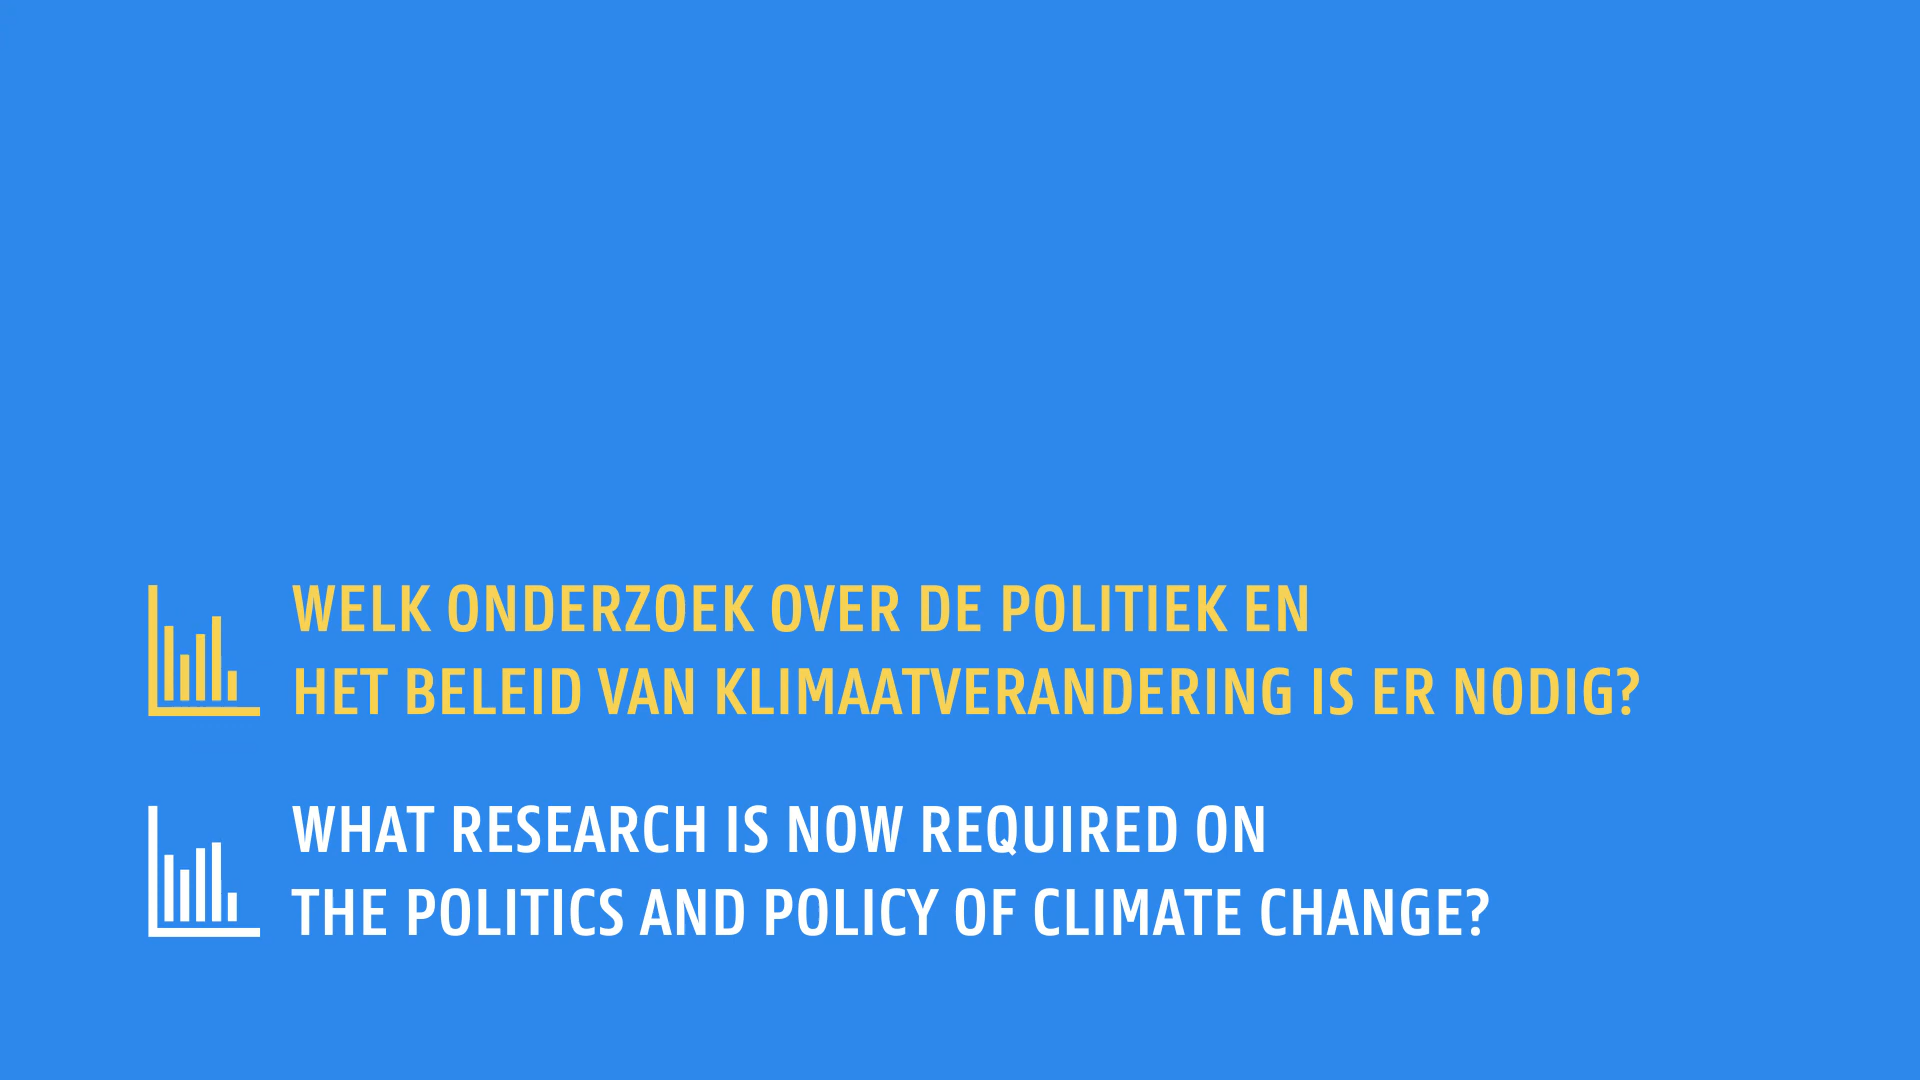 WELK ONDERZOEK OVER DE POLITIEK EN
HET BELEID VAN KLIMAATVERANDERING IS ER NODIG?
WHAT RESEARCH IS NOW REQUIRED ON
THE POLITICS AND POLICY OF CLIMATE CHANGE?